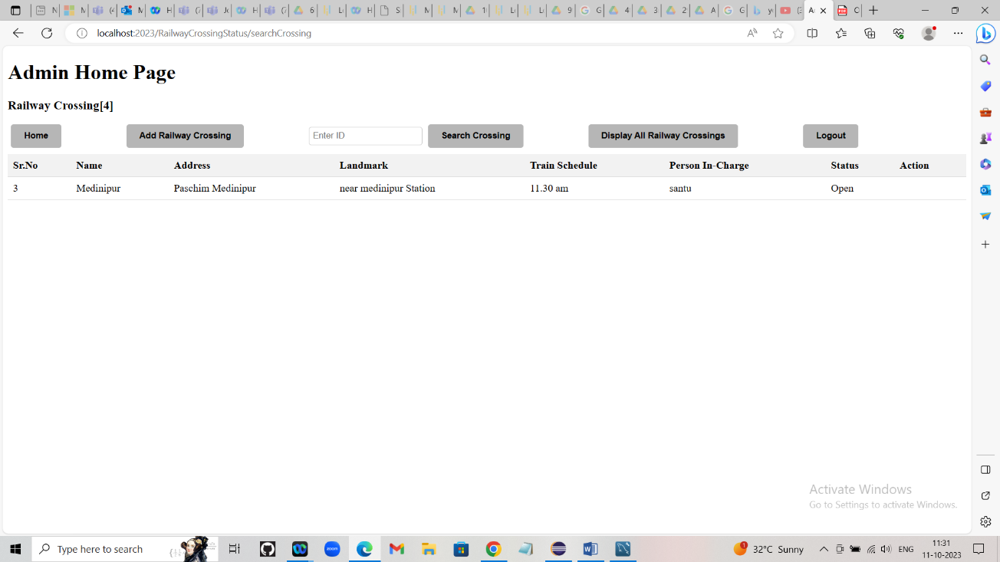 localhost:2023/RailwayCrossingStatus/searchCrossing
Admin Home Page
Railway Crossing[4]
Home Add Railway Crossing Enter ID Search Crossing Display All Railway Crossings Logout
Sr.No Name Address Landmark Train Schedule Person In-Charge Status Action
3 Medinipur Paschim Medinipur near medinipur Station 11.30 am santu Open
Activate Windows
Go to Settings to activate Windows.
Type here to search
zoom
1 32°C Sunny
ENG
11:31
11-10-2023